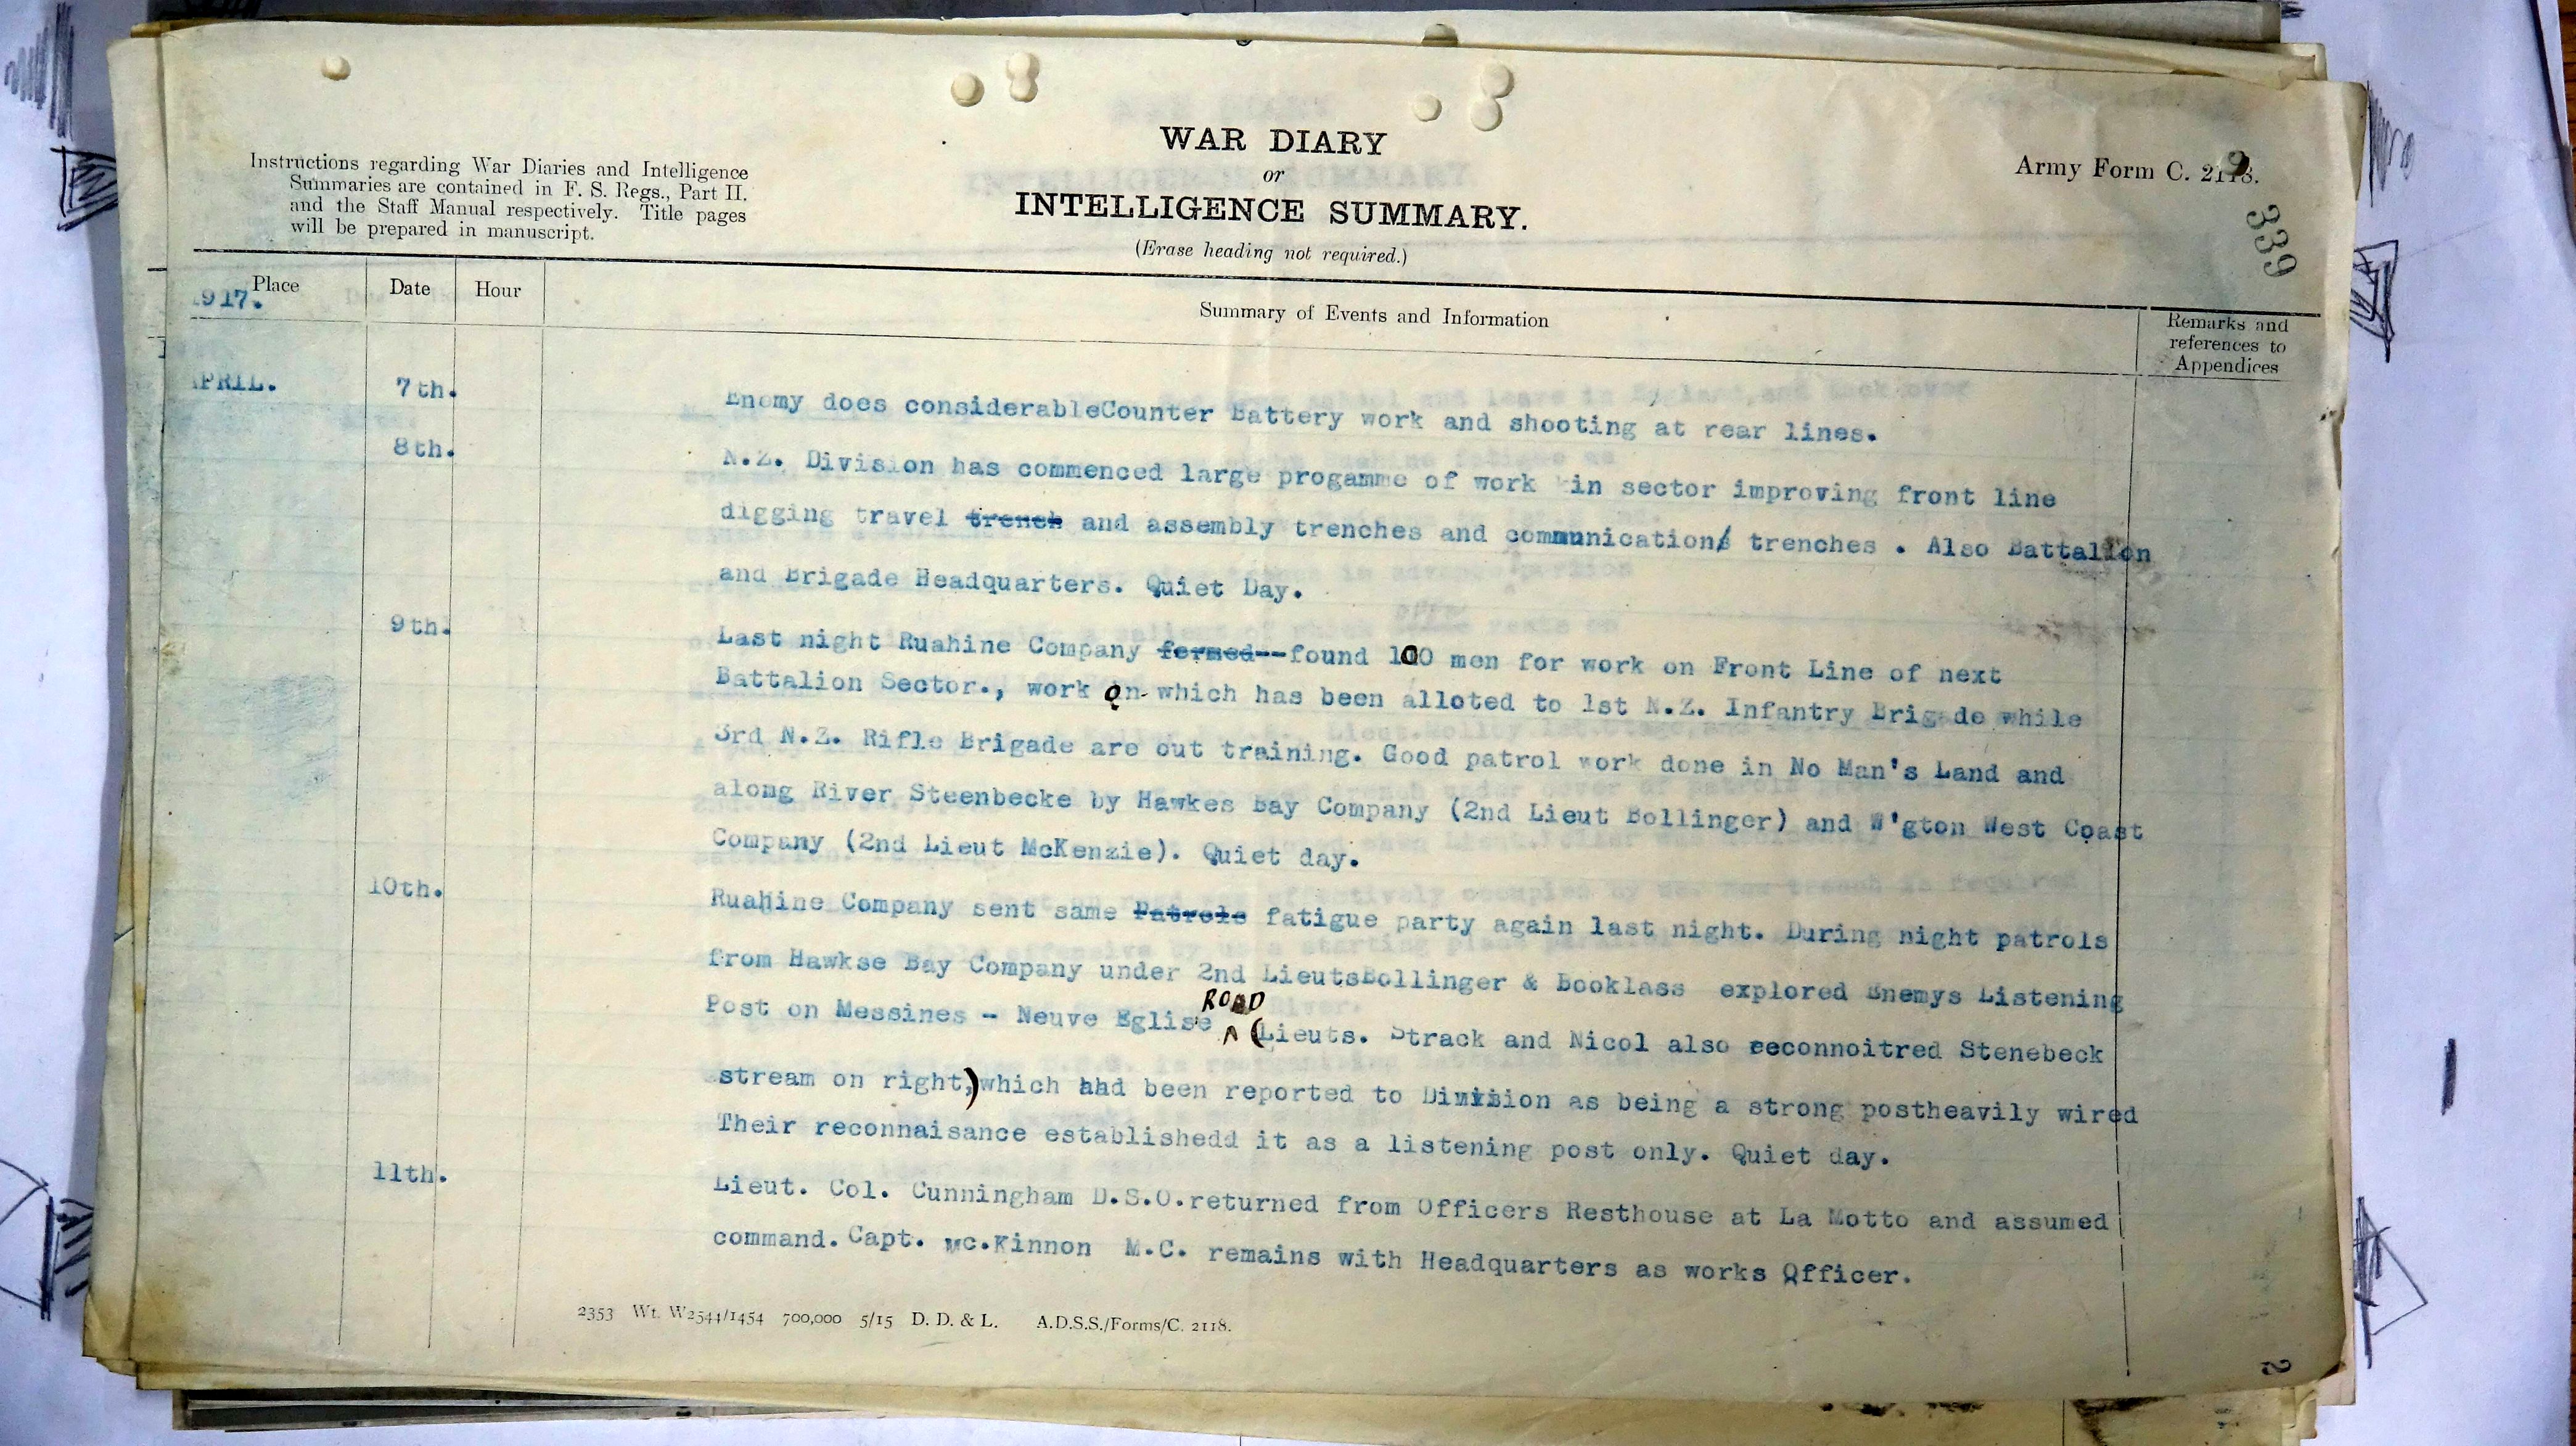 WAR DIARY
or
INTELLIGENCE SUMMARY.
(Erase heading not required.)
Instructions regarding War Diaries and Intelligence
Summaries are contained in F. S. Regs., Part II.
and the Staff Manual respectively. Title pages
will be prepared in manuscript.
Army Form C. 2118.
9
339
Place
Date
Hour
Summary of Events and Information
Remarks and
references to
Appendices
1917.
APRIL.
7th.
Enemy does considerableCounter Battery work and shooting at rear lines.
8th.
N.Z. Division has commenced large progamme of work in sector improving front line
digging travel trench and assembly trenches and communications trenches . Also Battalion
and Brigade Headquarters. Quiet Day.
9th.
Last night Ruahine Company formed--found 100 men for work on Front Line of next
Battalion Sector., work on which has been alloted to 1st N.Z. Infantry Brigade while
3rd N.Z. Rifle Brigade are out training. Good patrol work done in No Man's Land and
along River Steenbecke by Hawkes Bay Company (2nd Lieut Bollinger) and W'gton West Coast
Company (2nd Lieut McKenzie). Quiet day.
10th.
Ruahine Company sent same Patrols fatigue party again last night. During night patrols
from Hawkse Bay Company under 2nd LieutsBollinger & Booklass explored Enemys Listening
Post on Messines - Neuve Eglise ROAD (Lieuts. Strack and Nicol also reconnoitred Stenebeck
stream on right,) which had been reported to Division as being a strong postheavily wired
Their reconnaisance establishedd it as a listening post only. Quiet day.
11th.
Lieut. Col. Cunningham D.S.O.returned from Officers Resthouse at La Motto and assumed
command. Capt. Mc.Kinnon M.C. remains with Headquarters as works Officer.
2353 Wt. W2544/1454 700,000 5/15 D. D. & L. A.D.S.S./Forms/C. 2118.
2